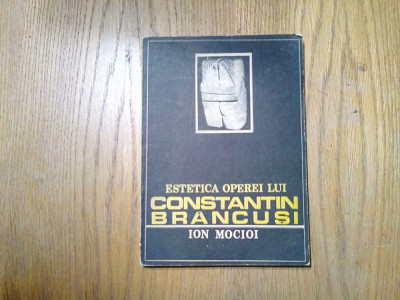 ESTETICA OPEREI LUI
CONSTANTIN
BRANCUSI
ION MOCIOI